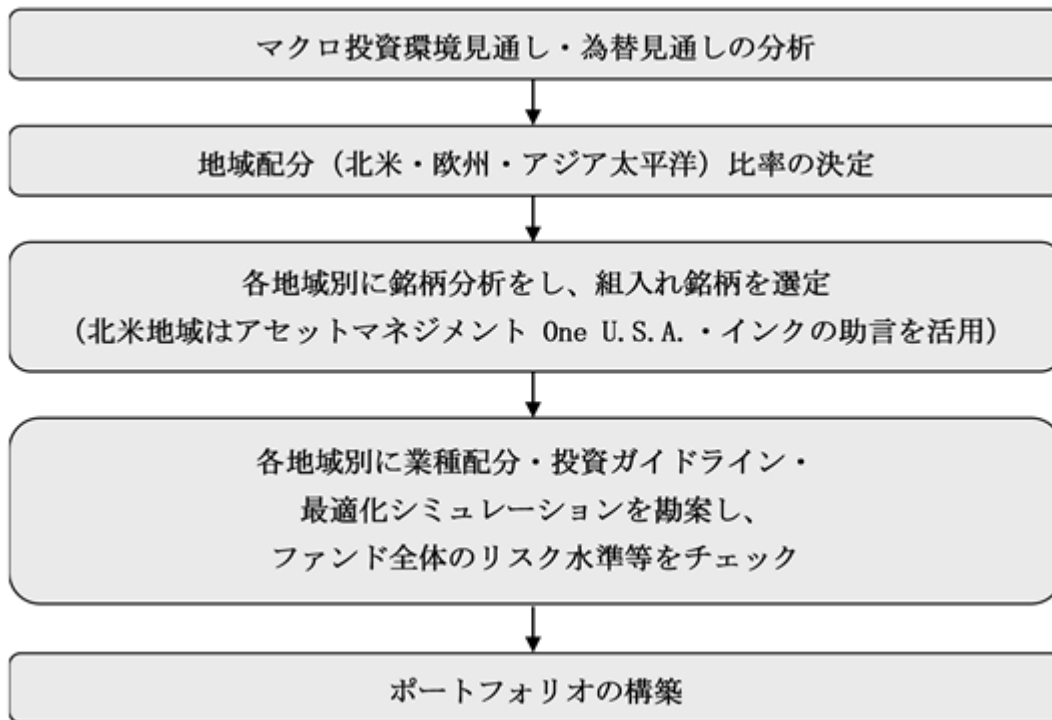 マクロ投資環境見通し・為替見通しの分析
地域配分（北米・欧州・アジア太平洋）比率の決定
各地域別に銘柄分析をし、組入れ銘柄を選定
（北米地域はアセットマネジメント One U.S.A.・インクの助言を活用）
各地域別に業種配分・投資ガイドライン・
最適化シミュレーションを勘案し、
ファンド全体のリスク水準等をチェック
ポートフォリオの構築